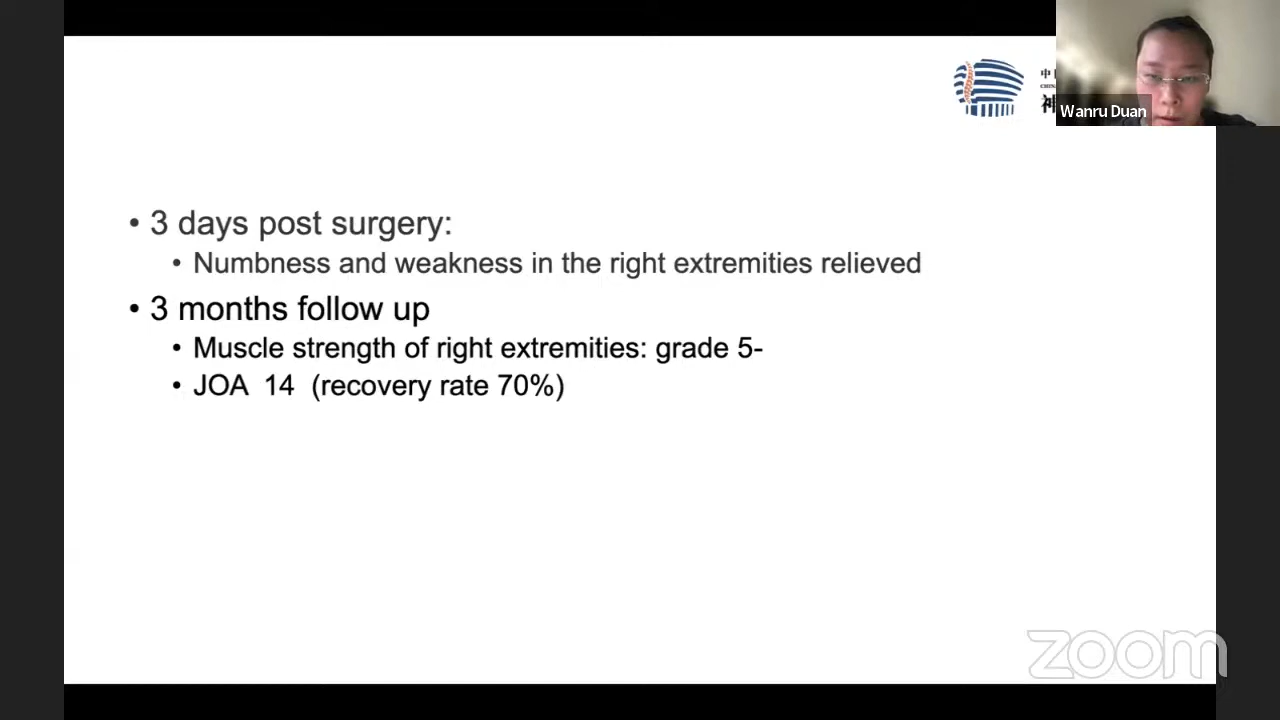 中
CHINA
神
Wanru Duan
• 3 days post surgery:
• Numbness and weakness in the right extremities relieved
• 3 months follow up
• Muscle strength of right extremities: grade 5-
• JOA 14 (recovery rate 70%)
zoom